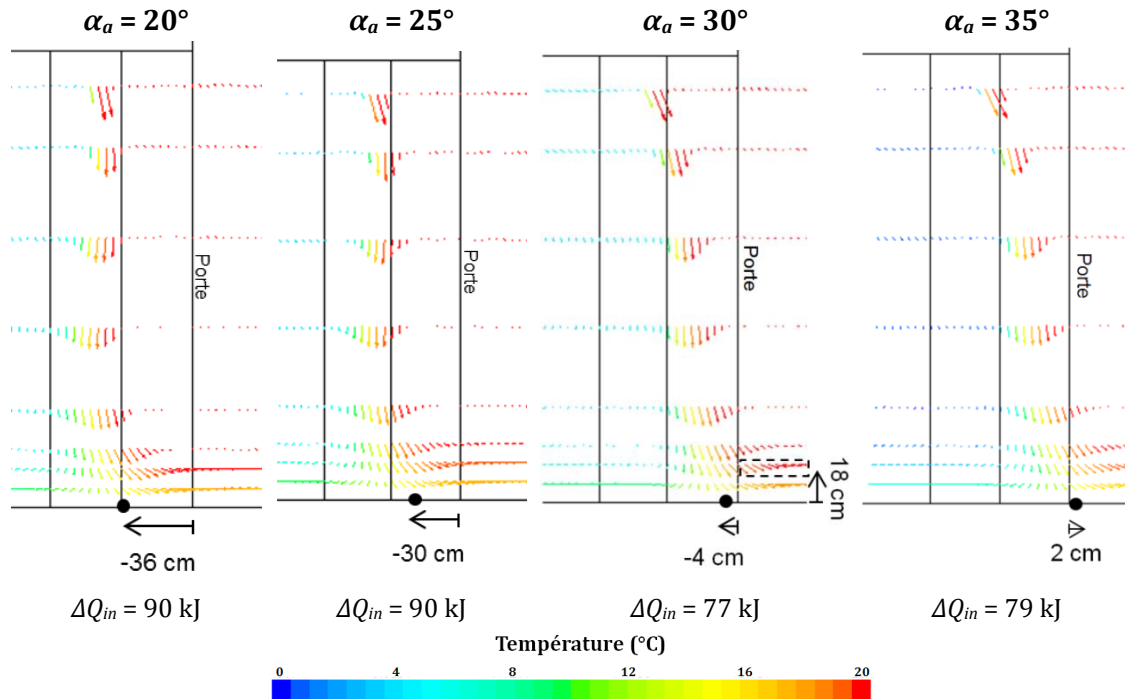 αₐ = 20° αₐ = 25° αₐ = 30° αₐ = 35°
Porte Porte Porte Porte
18 cm
-36 cm -30 cm -4 cm 2 cm
ΔQin = 90 kJ ΔQin = 90 kJ ΔQin = 77 kJ ΔQin = 79 kJ
Température (°C)
0 4 8 12 16 20